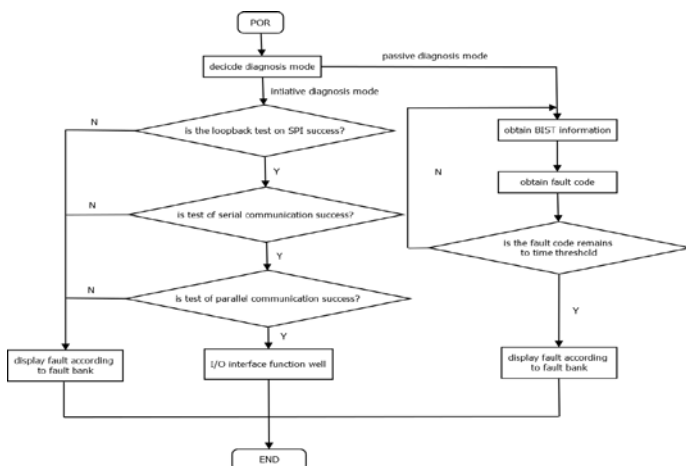 POR
passive diagnosis mode
decicde diagnosis mode
intiative diagnosis mode
N
is the loopback test on SPI success?
obtain BIST information
Y
N
obtain fault code
N
is test of serial communication success?
is the fault code remains
to time threshold
Y
N
is test of parallel communication success?
Y
Y
display fault according
to fault bank
I/O interface function well
display fault according
to fault bank
END